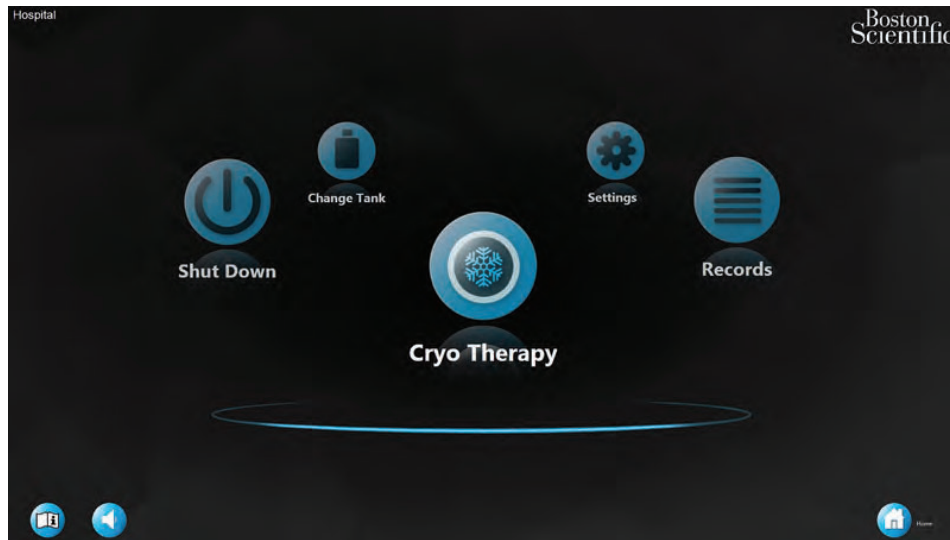 Hospital
Boston
Scientific
Change Tank
Settings
Shut Down
Records
Cryo Therapy
Home